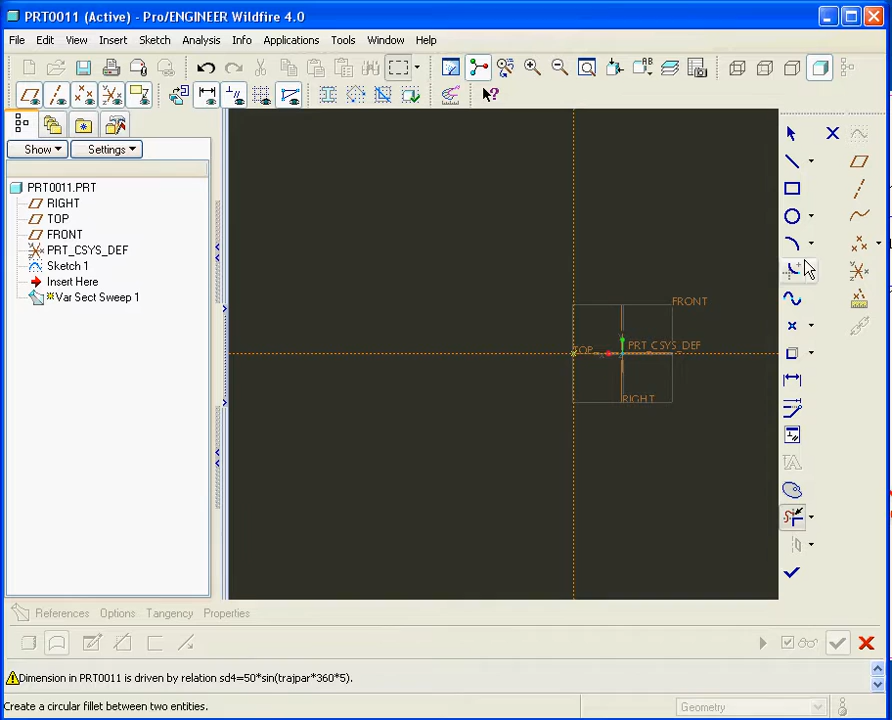 PRT0011 (Active) - Pro/ENGINEER Wildfire 4.0
File Edit View Insert Sketch Analysis Info Applications Tools Window Help
Show Settings
PRT0011.PRT
RIGHT
TOP
FRONT
PRT_CSYS_DEF
Sketch 1
Insert Here
Var Sect Sweep 1
FRONT
TOP
PRT_CSYS_DEF
RIGHT
References Options Tangency Properties
Dimension in PRT0011 is driven by relation sd4=50*sin(trajpar*360*5).
Create a circular fillet between two entities.
Geometry